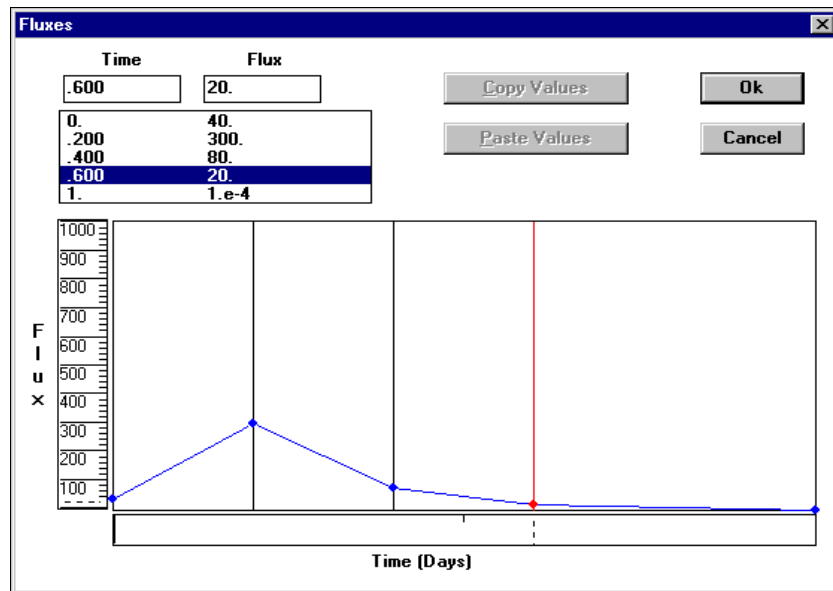 Fluxes
Time Flux
.600 20.
Copy Values Ok
0. 40.
.200 300.
.400 80.
.600 20.
1. 1.e-4
Paste Values Cancel
1000
900
800
700
600
500
400
300
200
100
Flux
Time (Days)